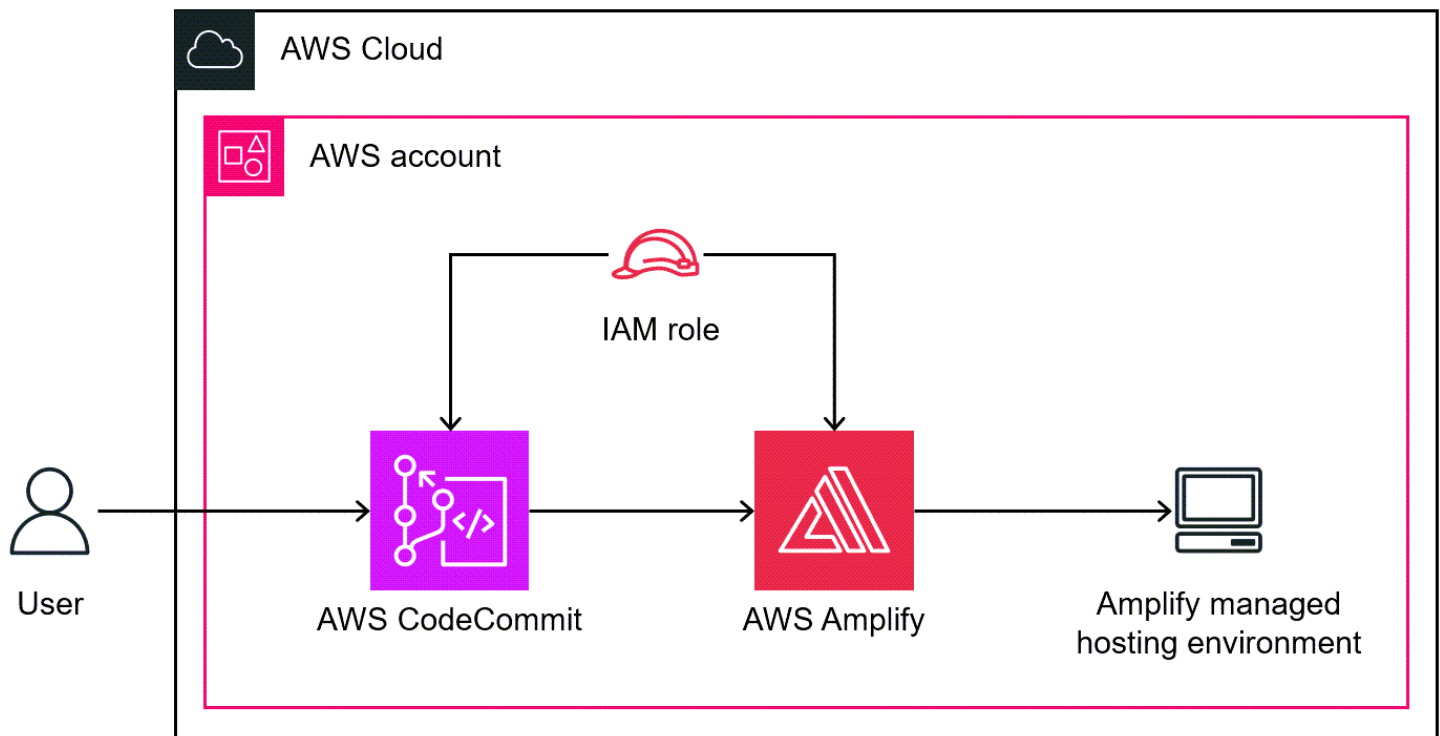 AWS Cloud
AWS account
IAM role
User
AWS CodeCommit
AWS Amplify
Amplify managed
hosting environment